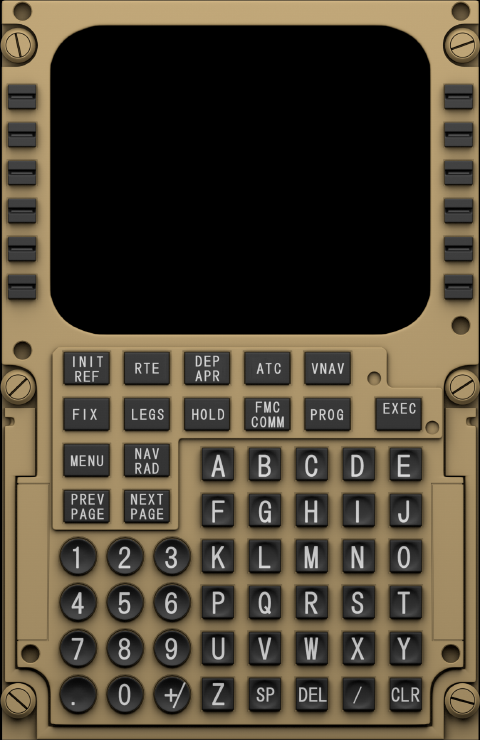 INIT REF
RTE
DEP APR
ATC
VNAV
FIX
LEGS
HOLD
FMC COMM
PROG
EXEC
MENU
NAV RAD
PREV PAGE
NEXT PAGE
A B C D E
F G H I J
1 2 3 K L M N O
4 5 6 P Q R S T
7 8 9 U V W X Y
. 0 +/ Z SP DEL / CLR